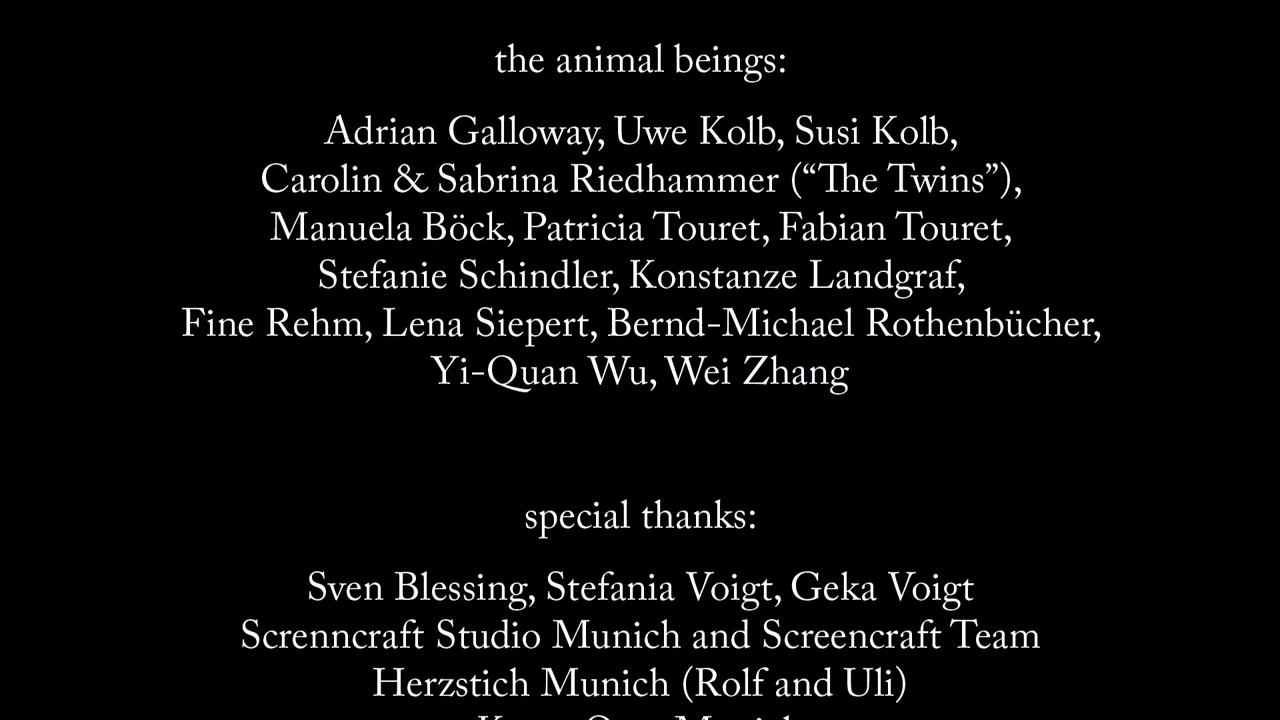 the animal beings:
Adrian Galloway, Uwe Kolb, Susi Kolb,
Carolin & Sabrina Riedhammer (“The Twins”),
Manuela Böck, Patricia Touret, Fabian Touret,
Stefanie Schindler, Konstanze Landgraf,
Fine Rehm, Lena Siepert, Bernd-Michael Rothenbücher,
Yi-Quan Wu, Wei Zhang
special thanks:
Sven Blessing, Stefania Voigt, Geka Voigt
Screnncraft Studio Munich and Screencraft Team
Herzstich Munich (Rolf and Uli)